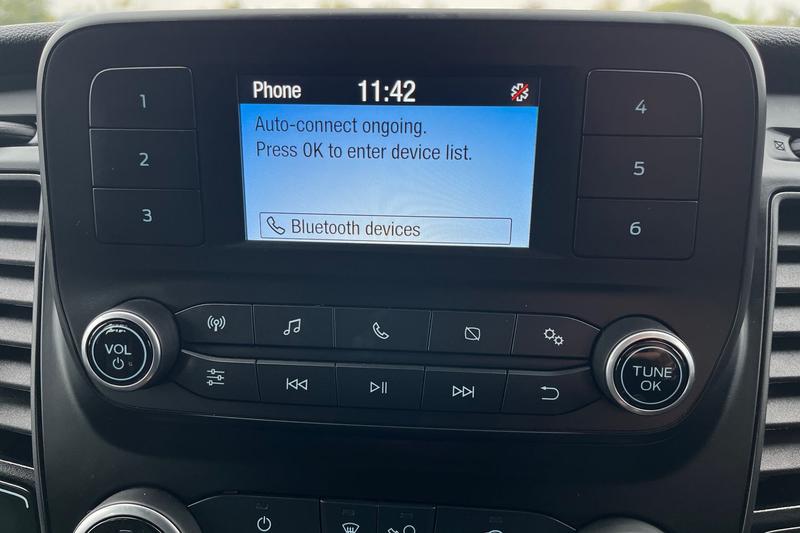 Phone 11:42
Auto-connect ongoing.
Press OK to enter device list.
Bluetooth devices
1
2
3
4
5
6
VOL
TUNE
OK